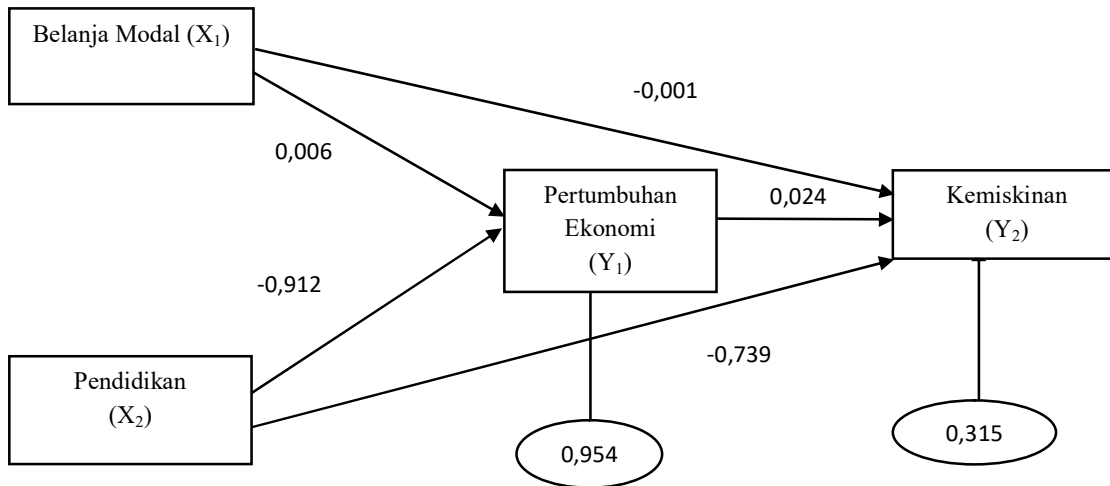 Belanja Modal (X₁)
-0,001
0,006
Pertumbuhan
Ekonomi
(Y₁)
0,024
Kemiskinan
(Y₂)
-0,912
-0,739
Pendidikan
(X₂)
0,954
0,315